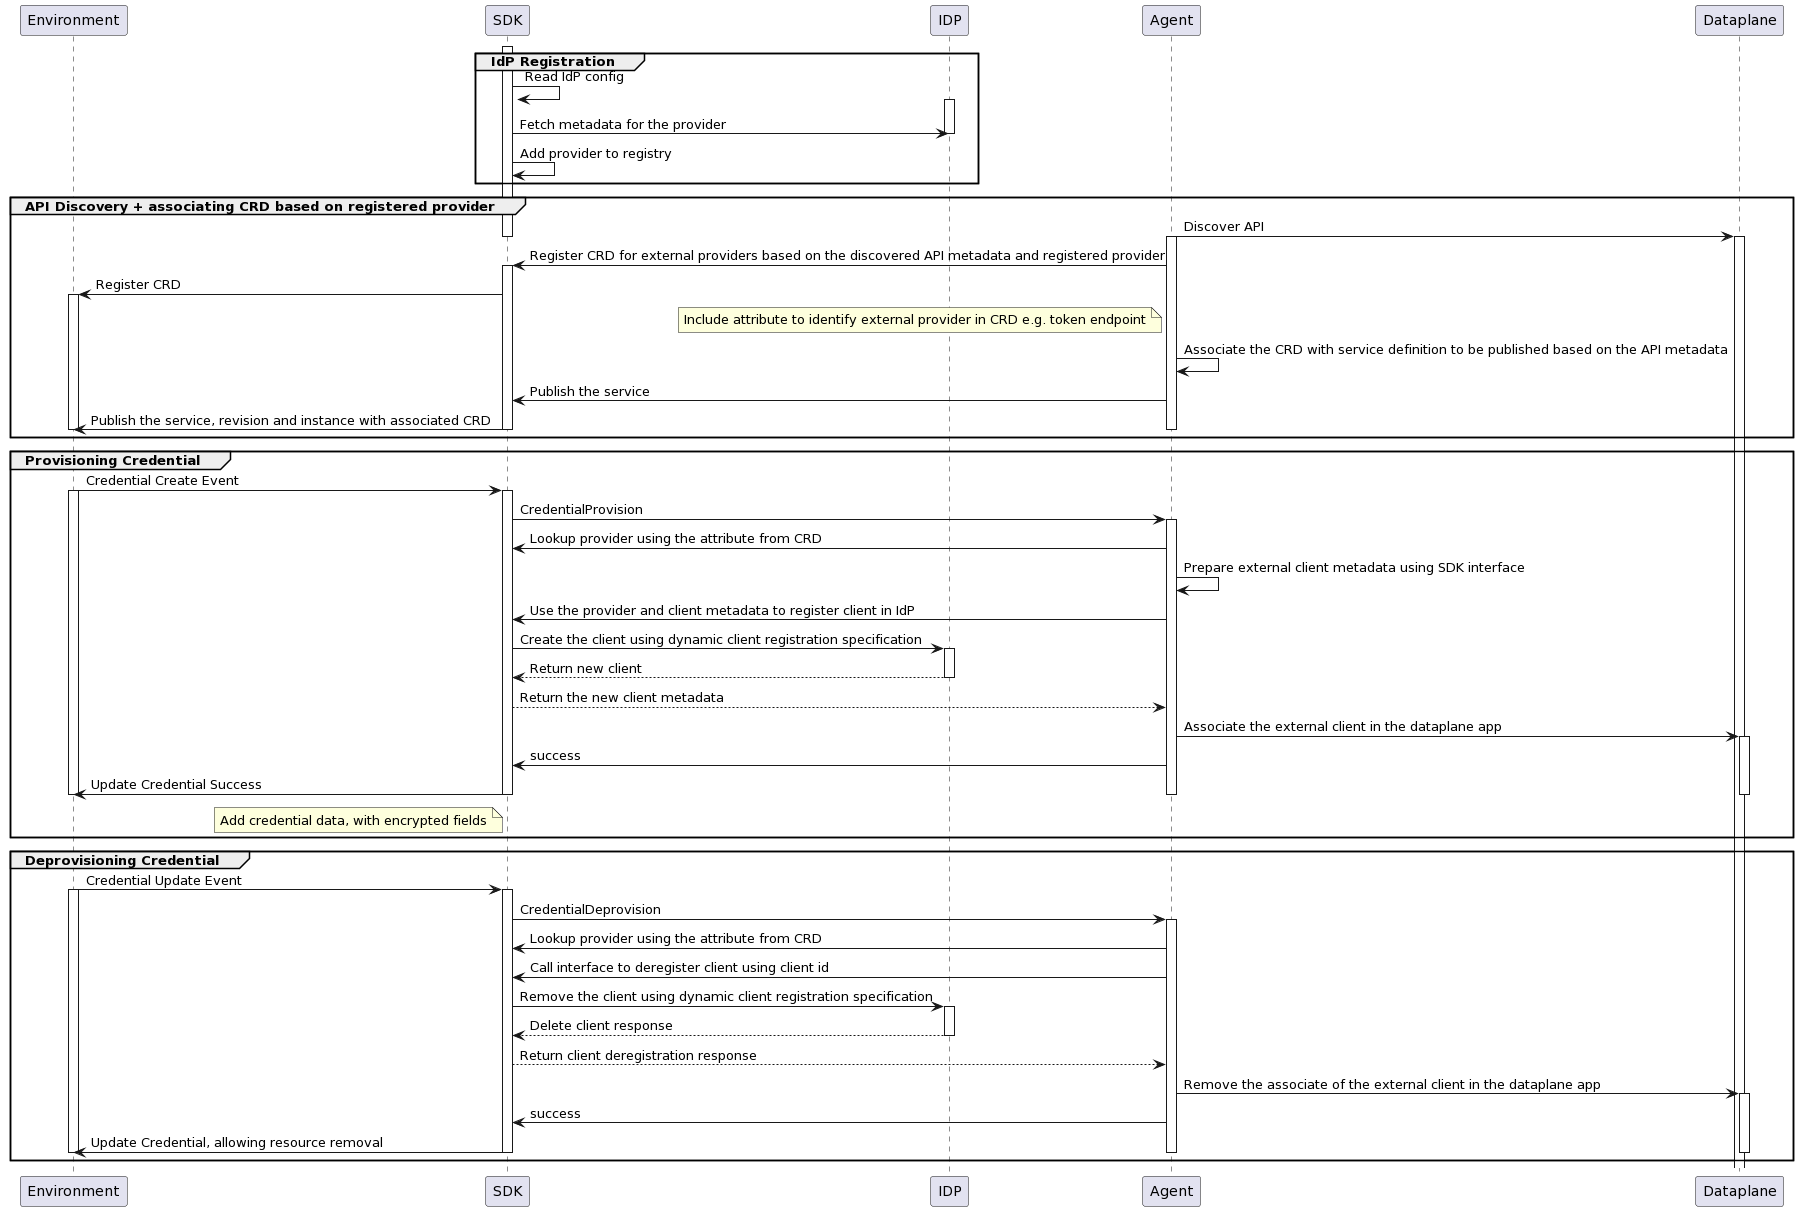 Environment
SDK
IDP
Agent
Dataplane
IdP Registration
Read IdP config
Fetch metadata for the provider
Add provider to registry
API Discovery + associating CRD based on registered provider
Discover API
Register CRD for external providers based on the discovered API metadata and registered provider
Register CRD
Include attribute to identify external provider in CRD e.g. token endpoint
Associate the CRD with service definition to be published based on the API metadata
Publish the service
Publish the service, revision and instance with associated CRD
Provisioning Credential
Credential Create Event
CredentialProvision
Lookup provider using the attribute from CRD
Prepare external client metadata using SDK interface
Use the provider and client metadata to register client in IdP
Create the client using dynamic client registration specification
Return new client
Return the new client metadata
Associate the external client in the dataplane app
success
Update Credential Success
Add credential data, with encrypted fields
Deprovisioning Credential
Credential Update Event
CredentialDeprovision
Lookup provider using the attribute from CRD
Call interface to deregister client using client id
Remove the client using dynamic client registration specification
Delete client response
Return client deregistration response
Remove the associate of the external client in the dataplane app
success
Update Credential, allowing resource removal
Environment
SDK
IDP
Agent
Dataplane